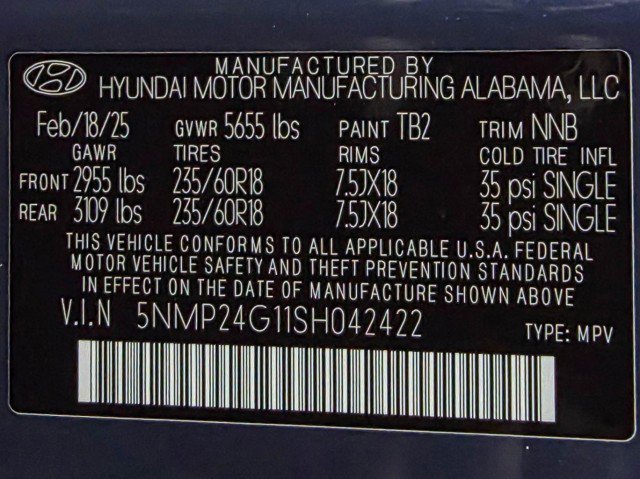 MANUFACTURED BY
HYUNDAI MOTOR MANUFACTURING ALABAMA, LLC
Feb/18/25 GVWR 5655 lbs PAINT TB2 TRIM NNB
GAWR TIRES RIMS COLD TIRE INFL
FRONT 2955 lbs 235/60R18 7.5JX18 35 psi SINGLE
REAR 3109 lbs 235/60R18 7.5JX18 35 psi SINGLE
THIS VEHICLE CONFORMS TO ALL APPLICABLE U.S.A. FEDERAL
MOTOR VEHICLE SAFETY AND THEFT PREVENTION STANDARDS
IN EFFECT ON THE DATE OF MANUFACTURE SHOWN ABOVE
V.I.N 5NMP24G11SH042422
TYPE: MPV